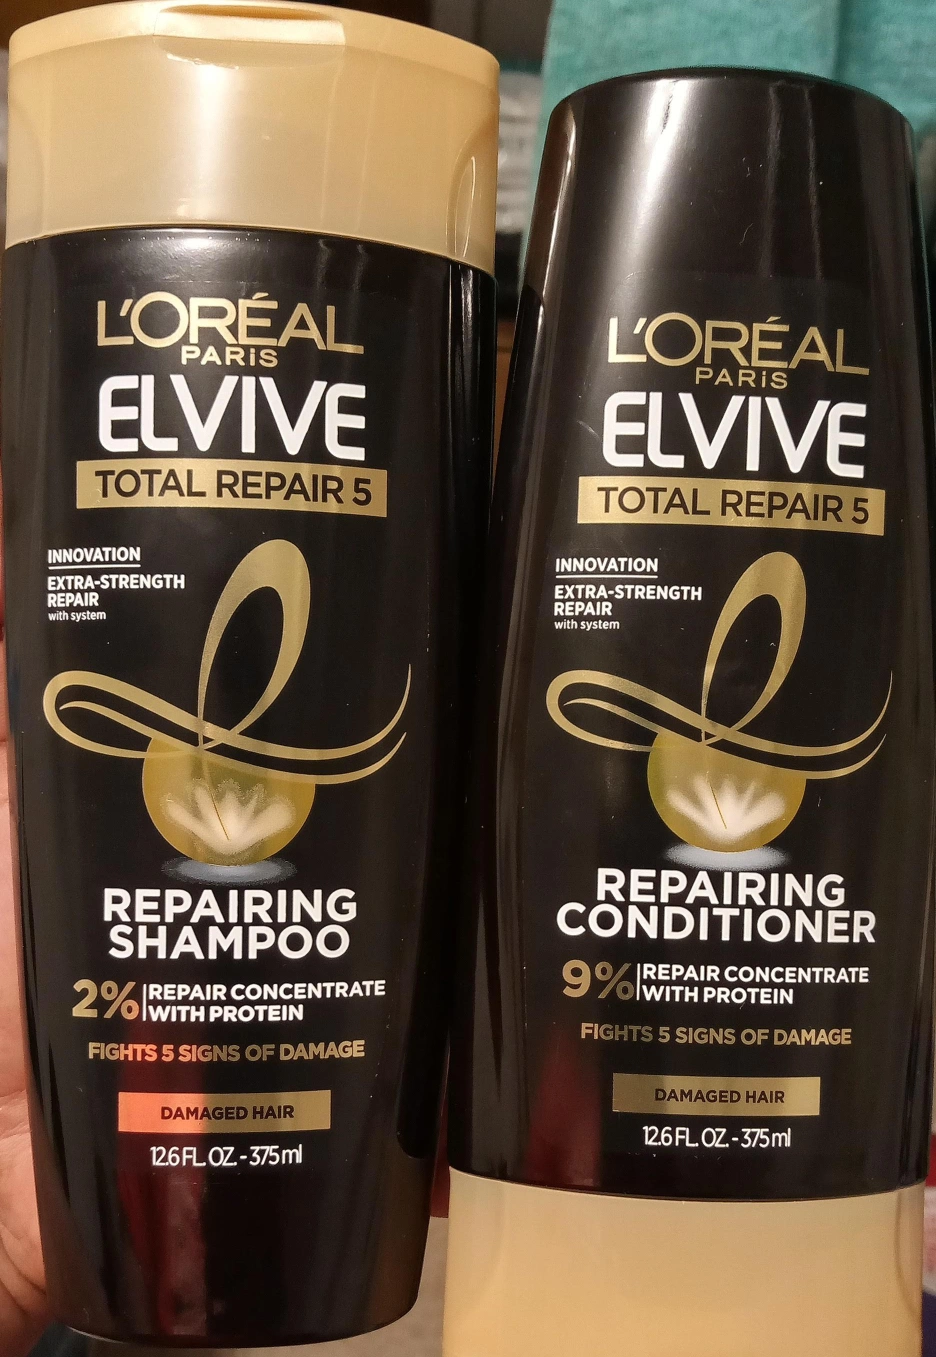 L'ORÉAL
PARIS
ELVIVE
TOTAL REPAIR 5
INNOVATION
EXTRA-STRENGTH
REPAIR
with system
REPAIRING
SHAMPOO
2% REPAIR CONCENTRATE
WITH PROTEIN
FIGHTS 5 SIGNS OF DAMAGE
DAMAGED HAIR
12.6 FL. OZ. - 375 ml
L'ORÉAL
PARIS
ELVIVE
TOTAL REPAIR 5
INNOVATION
EXTRA-STRENGTH
REPAIR
with system
REPAIRING
CONDITIONER
9% REPAIR CONCENTRATE
WITH PROTEIN
FIGHTS 5 SIGNS OF DAMAGE
DAMAGED HAIR
12.6 FL. OZ. - 375 ml